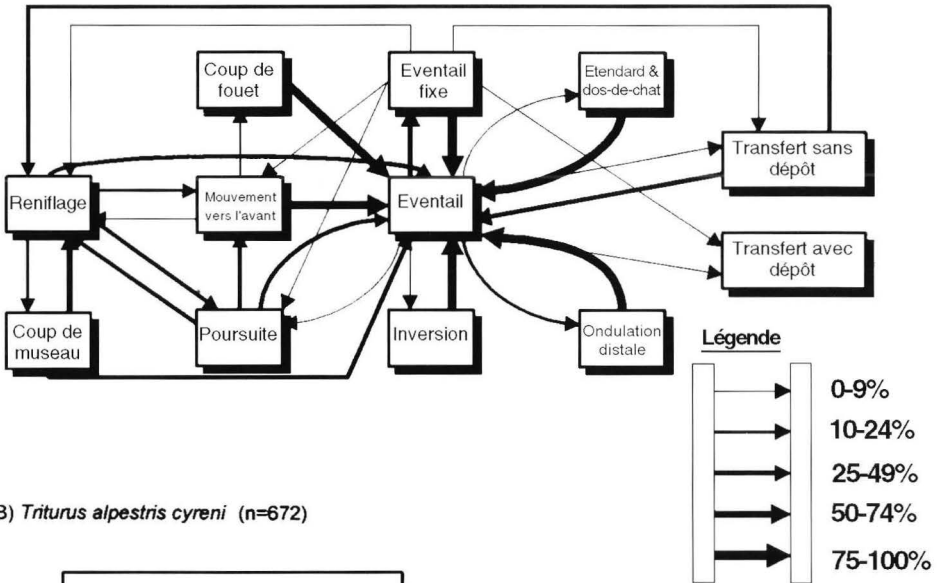 Coup de
fouet
Eventail
fixe
Etendard &
dos-de-chat
Transfert sans
dépôt
Reniflage
Mouvement
vers l'avant
Eventail
Transfert avec
dépôt
Coup de
museau
Poursuite
Inversion
Ondulation
distale
Légende
0-9%
10-24%
25-49%
50-74%
75-100%
) Triturus alpestris cyreni (n=672)